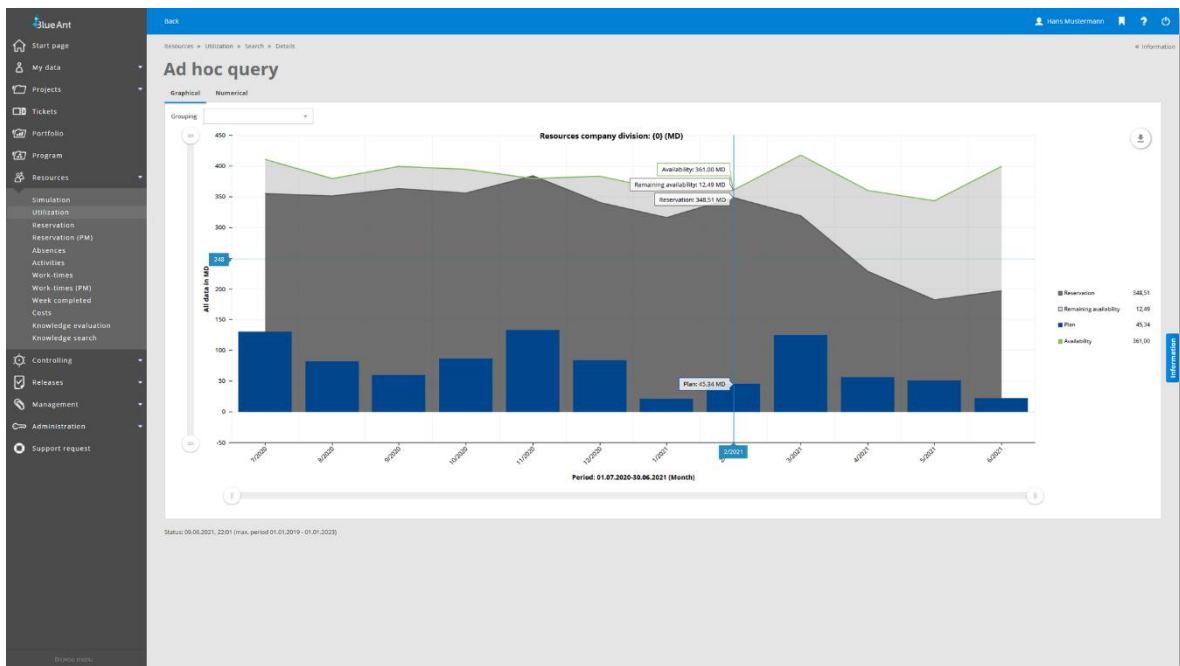 BlueAnt
Back
Hans Mustermann
?
Start page
My data
Projects
Tickets
Portfolio
Program
Resources
Simulation
Utilization
Reservation
Reservation (PM)
Absences
Activities
Work-times
Work-times (PM)
Week completed
Costs
Knowledge evaluation
Knowledge search
Controlling
Releases
Management
Administration
Support request
Browse menu
Resources » Utilization » Search » Details
« Information
Ad hoc query
Graphical Numerical
Grouping
Resources company division: {0} (MD)
450
400
350
300
248
200
150
100
50
0
-50
All data in MD
Availability: 361,00 MD
Remaining availability: 12,49 MD
Reservation: 348,51 MD
Plan: 45,34 MD
7/2020
8/2020
9/2020
10/2020
11/2020
12/2020
1/2021
2/2021
3/2021
4/2021
5/2021
6/2021
Period: 01.07.2020-30.06.2021 (Month)
Reservation 348,51
Remaining availability 12,49
Plan 45,34
Availability 361,00
Information
Status: 09.08.2021, 22:01 (max. period 01.01.2019 - 01.01.2023)